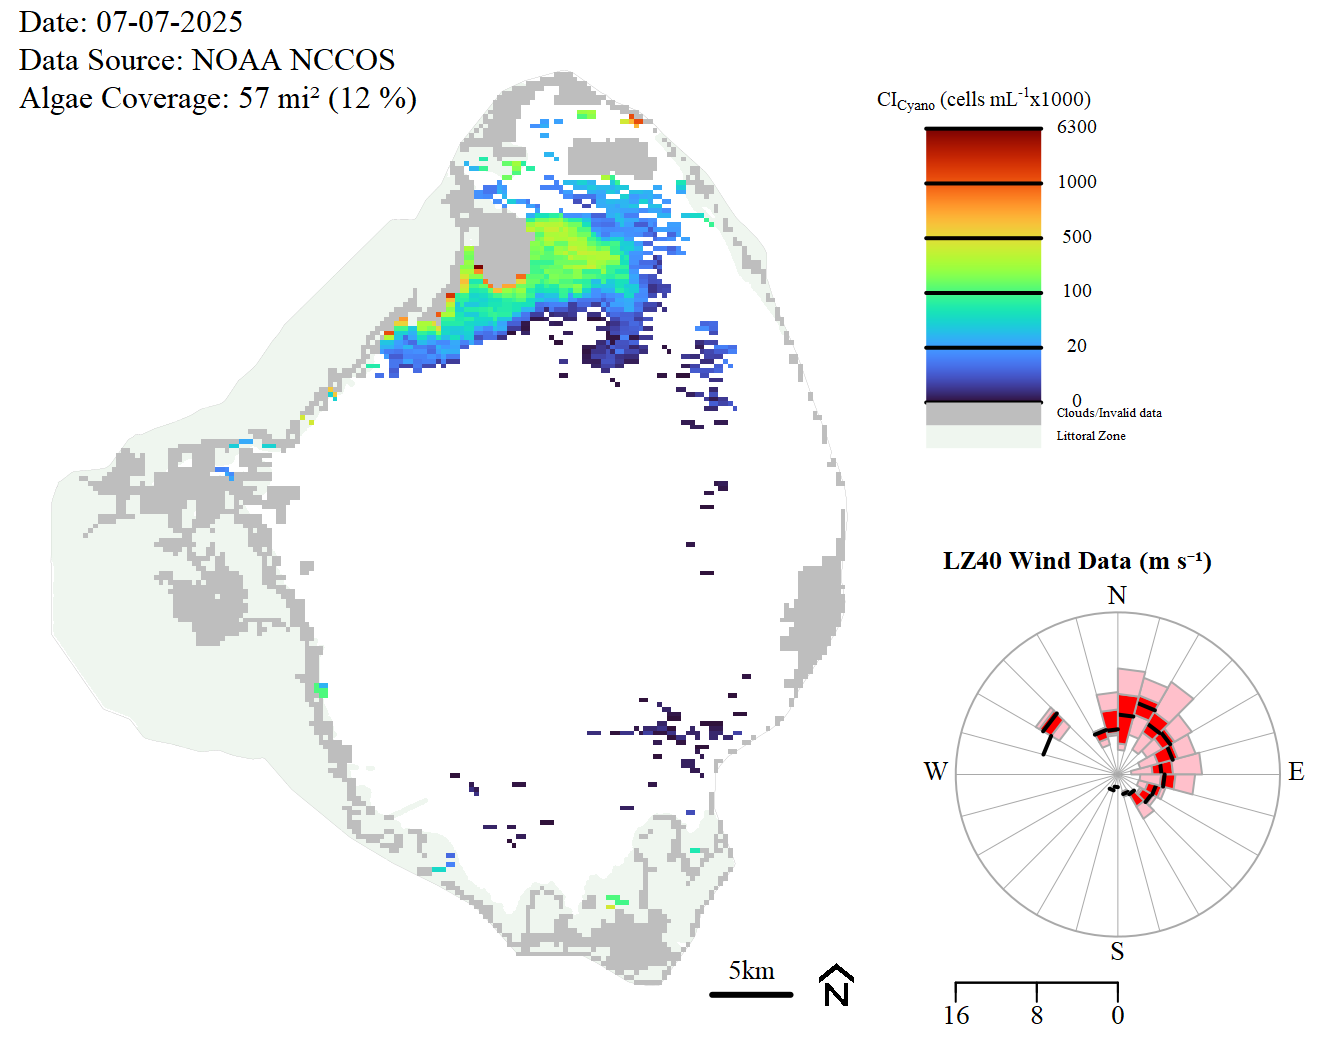 Date: 07-07-2025
Data Source: NOAA NCCOS
Algae Coverage: 57 mi² (12 %)
CICyano (cells mL⁻¹x1000)
6300
1000
500
100
20
0
Clouds/Invalid data
Littoral Zone
LZ40 Wind Data (m s⁻¹)
N
W
E
S
5km
N
16 8 0